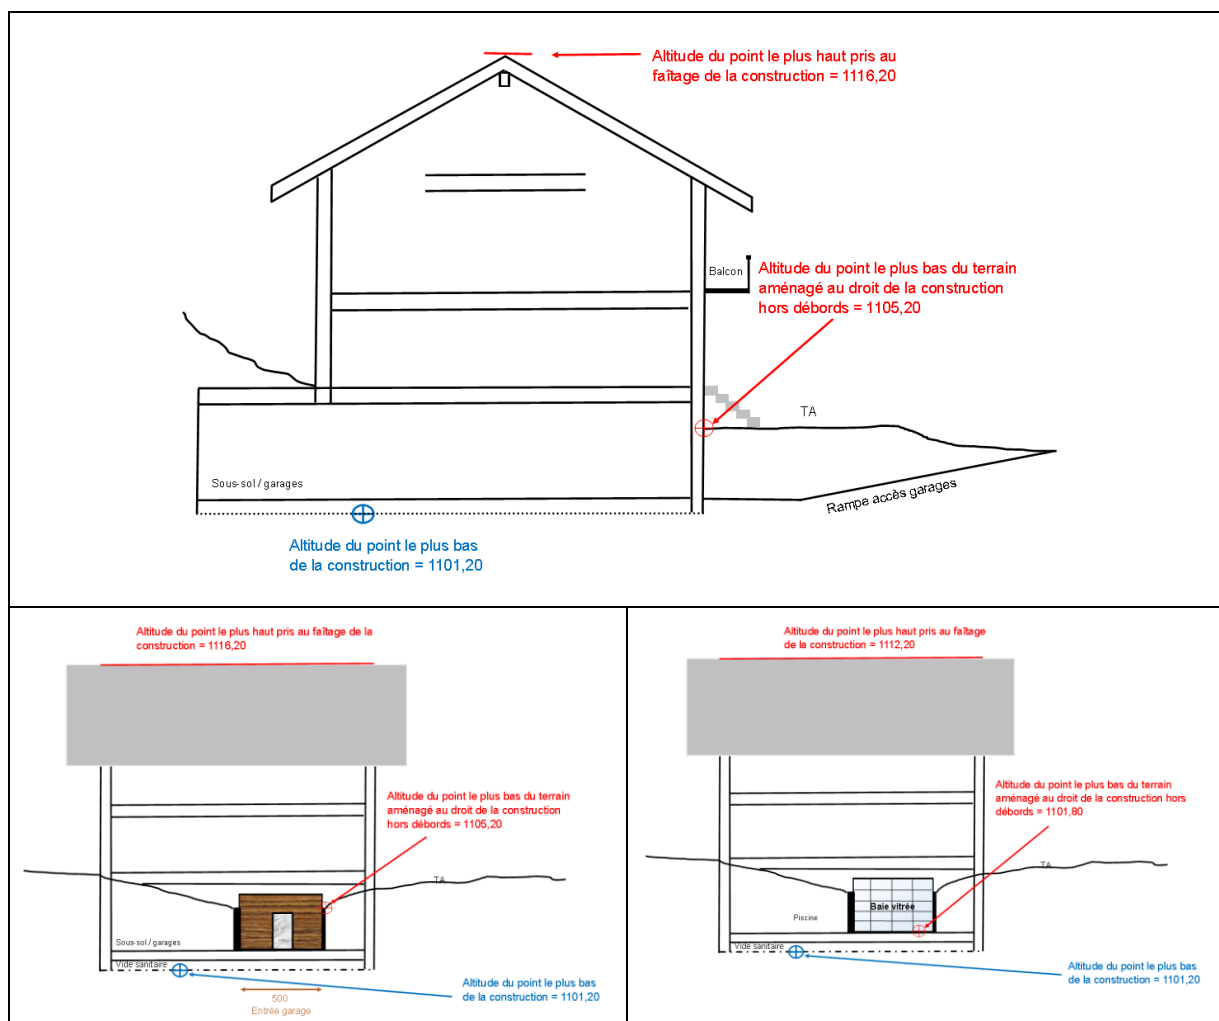 Altitude du point le plus haut pris au
faîtage de la construction = 1116,20
Balcon
Altitude du point le plus bas du terrain
aménagé au droit de la construction
hors débords = 1105,20
TA
Sous-sol / garages
Rampe accès garages
Altitude du point le plus bas
de la construction = 1101,20
Altitude du point le plus haut pris au faîtage de la
construction = 1116,20
Altitude du point le plus bas du terrain
aménagé au droit de la construction
hors débords = 1105,20
TA
Sous-sol / garages
Vide sanitaire
Altitude du point le plus bas
de la construction = 1101,20
500
Entrée garage
Altitude du point le plus haut pris au faîtage
de la construction = 1112,20
Altitude du point le plus bas du terrain
aménagé au droit de la construction hors
débords = 1101,80
TA
Baie vitrée
Piscine
Vide sanitaire
Altitude du point le plus bas
de la construction = 1101,20